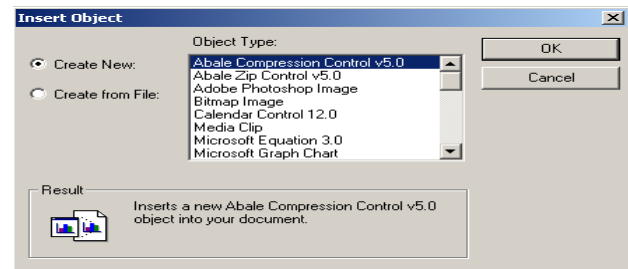 Insert Object
Object Type:
Create New:
Create from File:
Abale Compression Control v5.0
Abale Zip Control v5.0
Adobe Photoshop Image
Bitmap Image
Calendar Control 12.0
Media Clip
Microsoft Equation 3.0
Microsoft Graph Chart
OK
Cancel
Result
Inserts a new Abale Compression Control v5.0
object into your document.